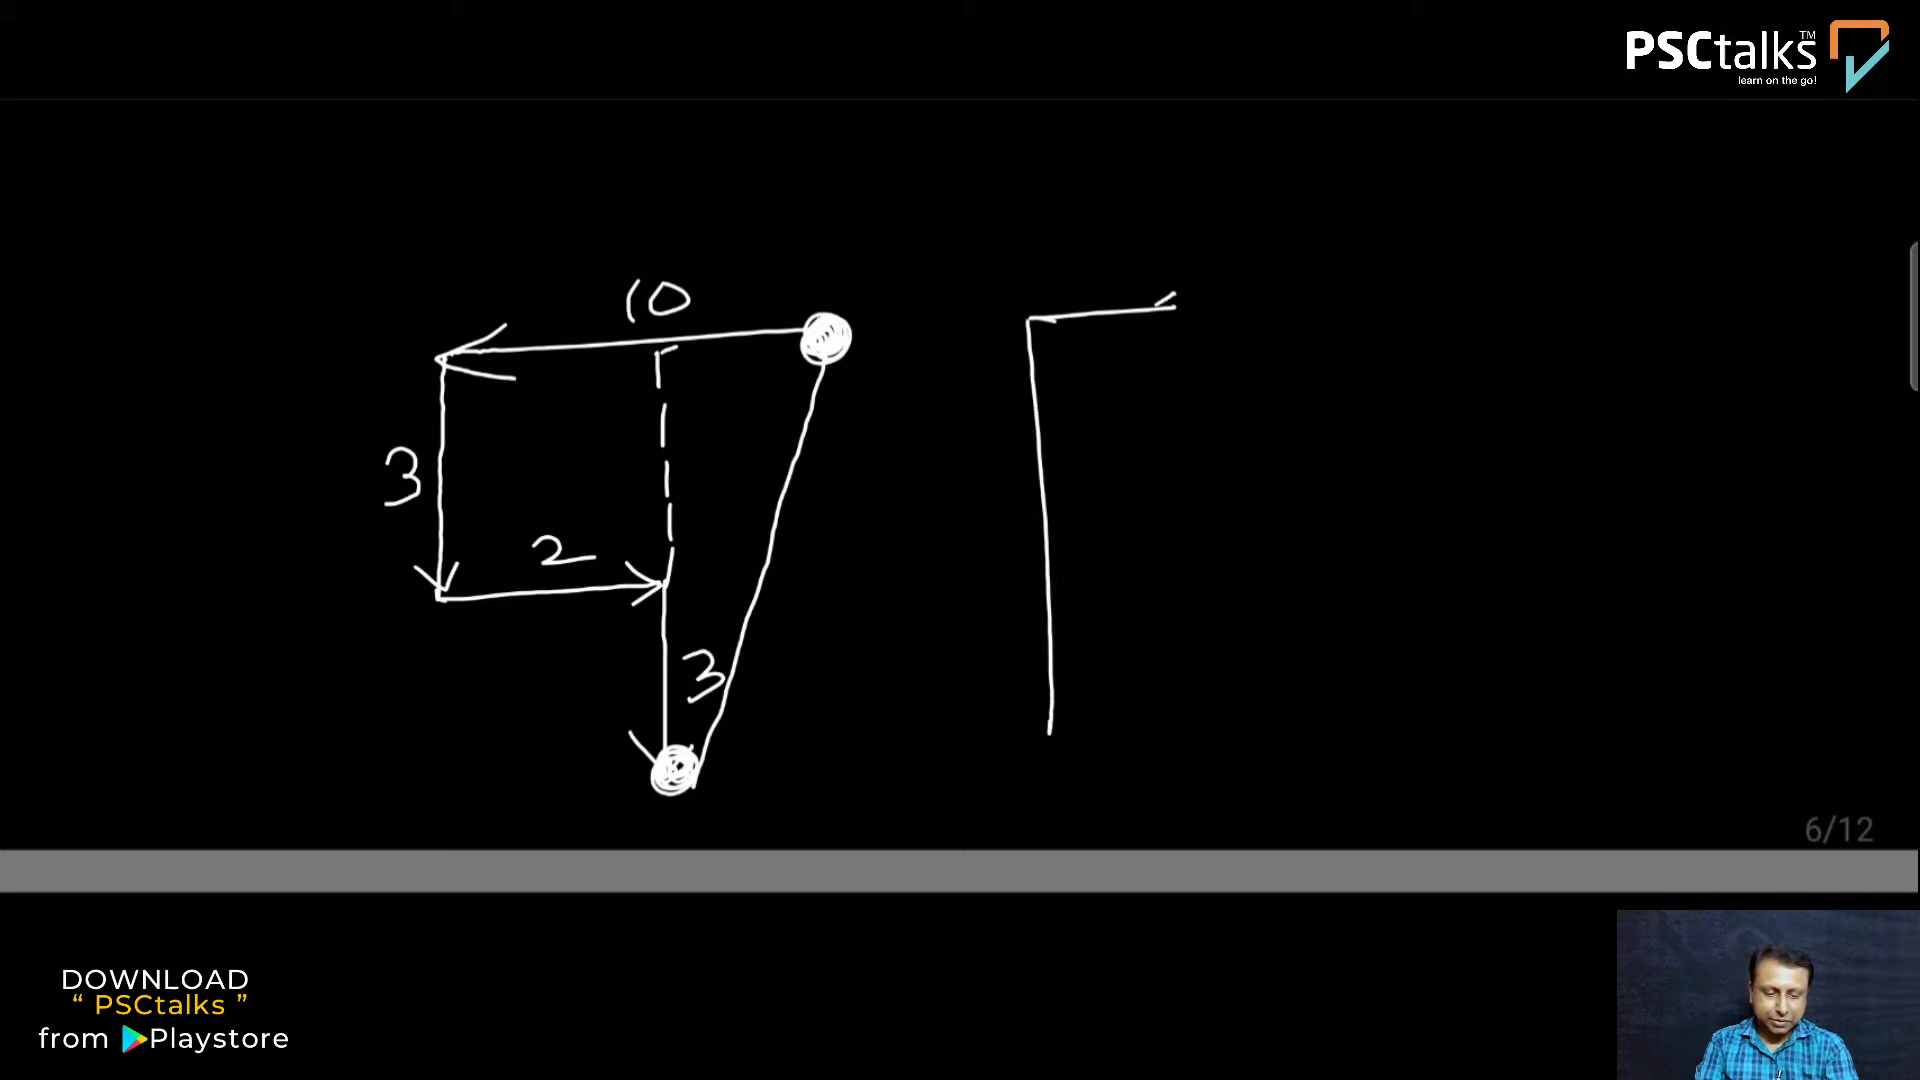 PSCtalks™
learn on the go!
10
3
2
3
6/12
DOWNLOAD
“ PSCtalks ”
from Playstore